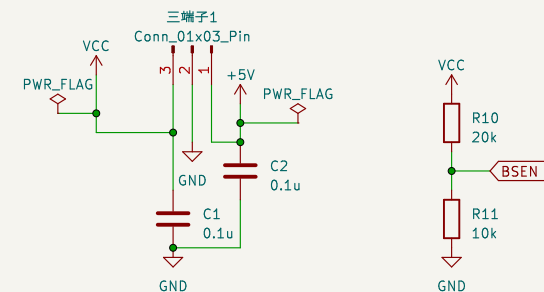 三端子1
Conn_01x03_Pin
VCC
3
2
1
PWR_FLAG
+5V
PWR_FLAG
GND
C2
0.1u
C1
0.1u
GND
VCC
R10
20k
BSEN
R11
10k
GND